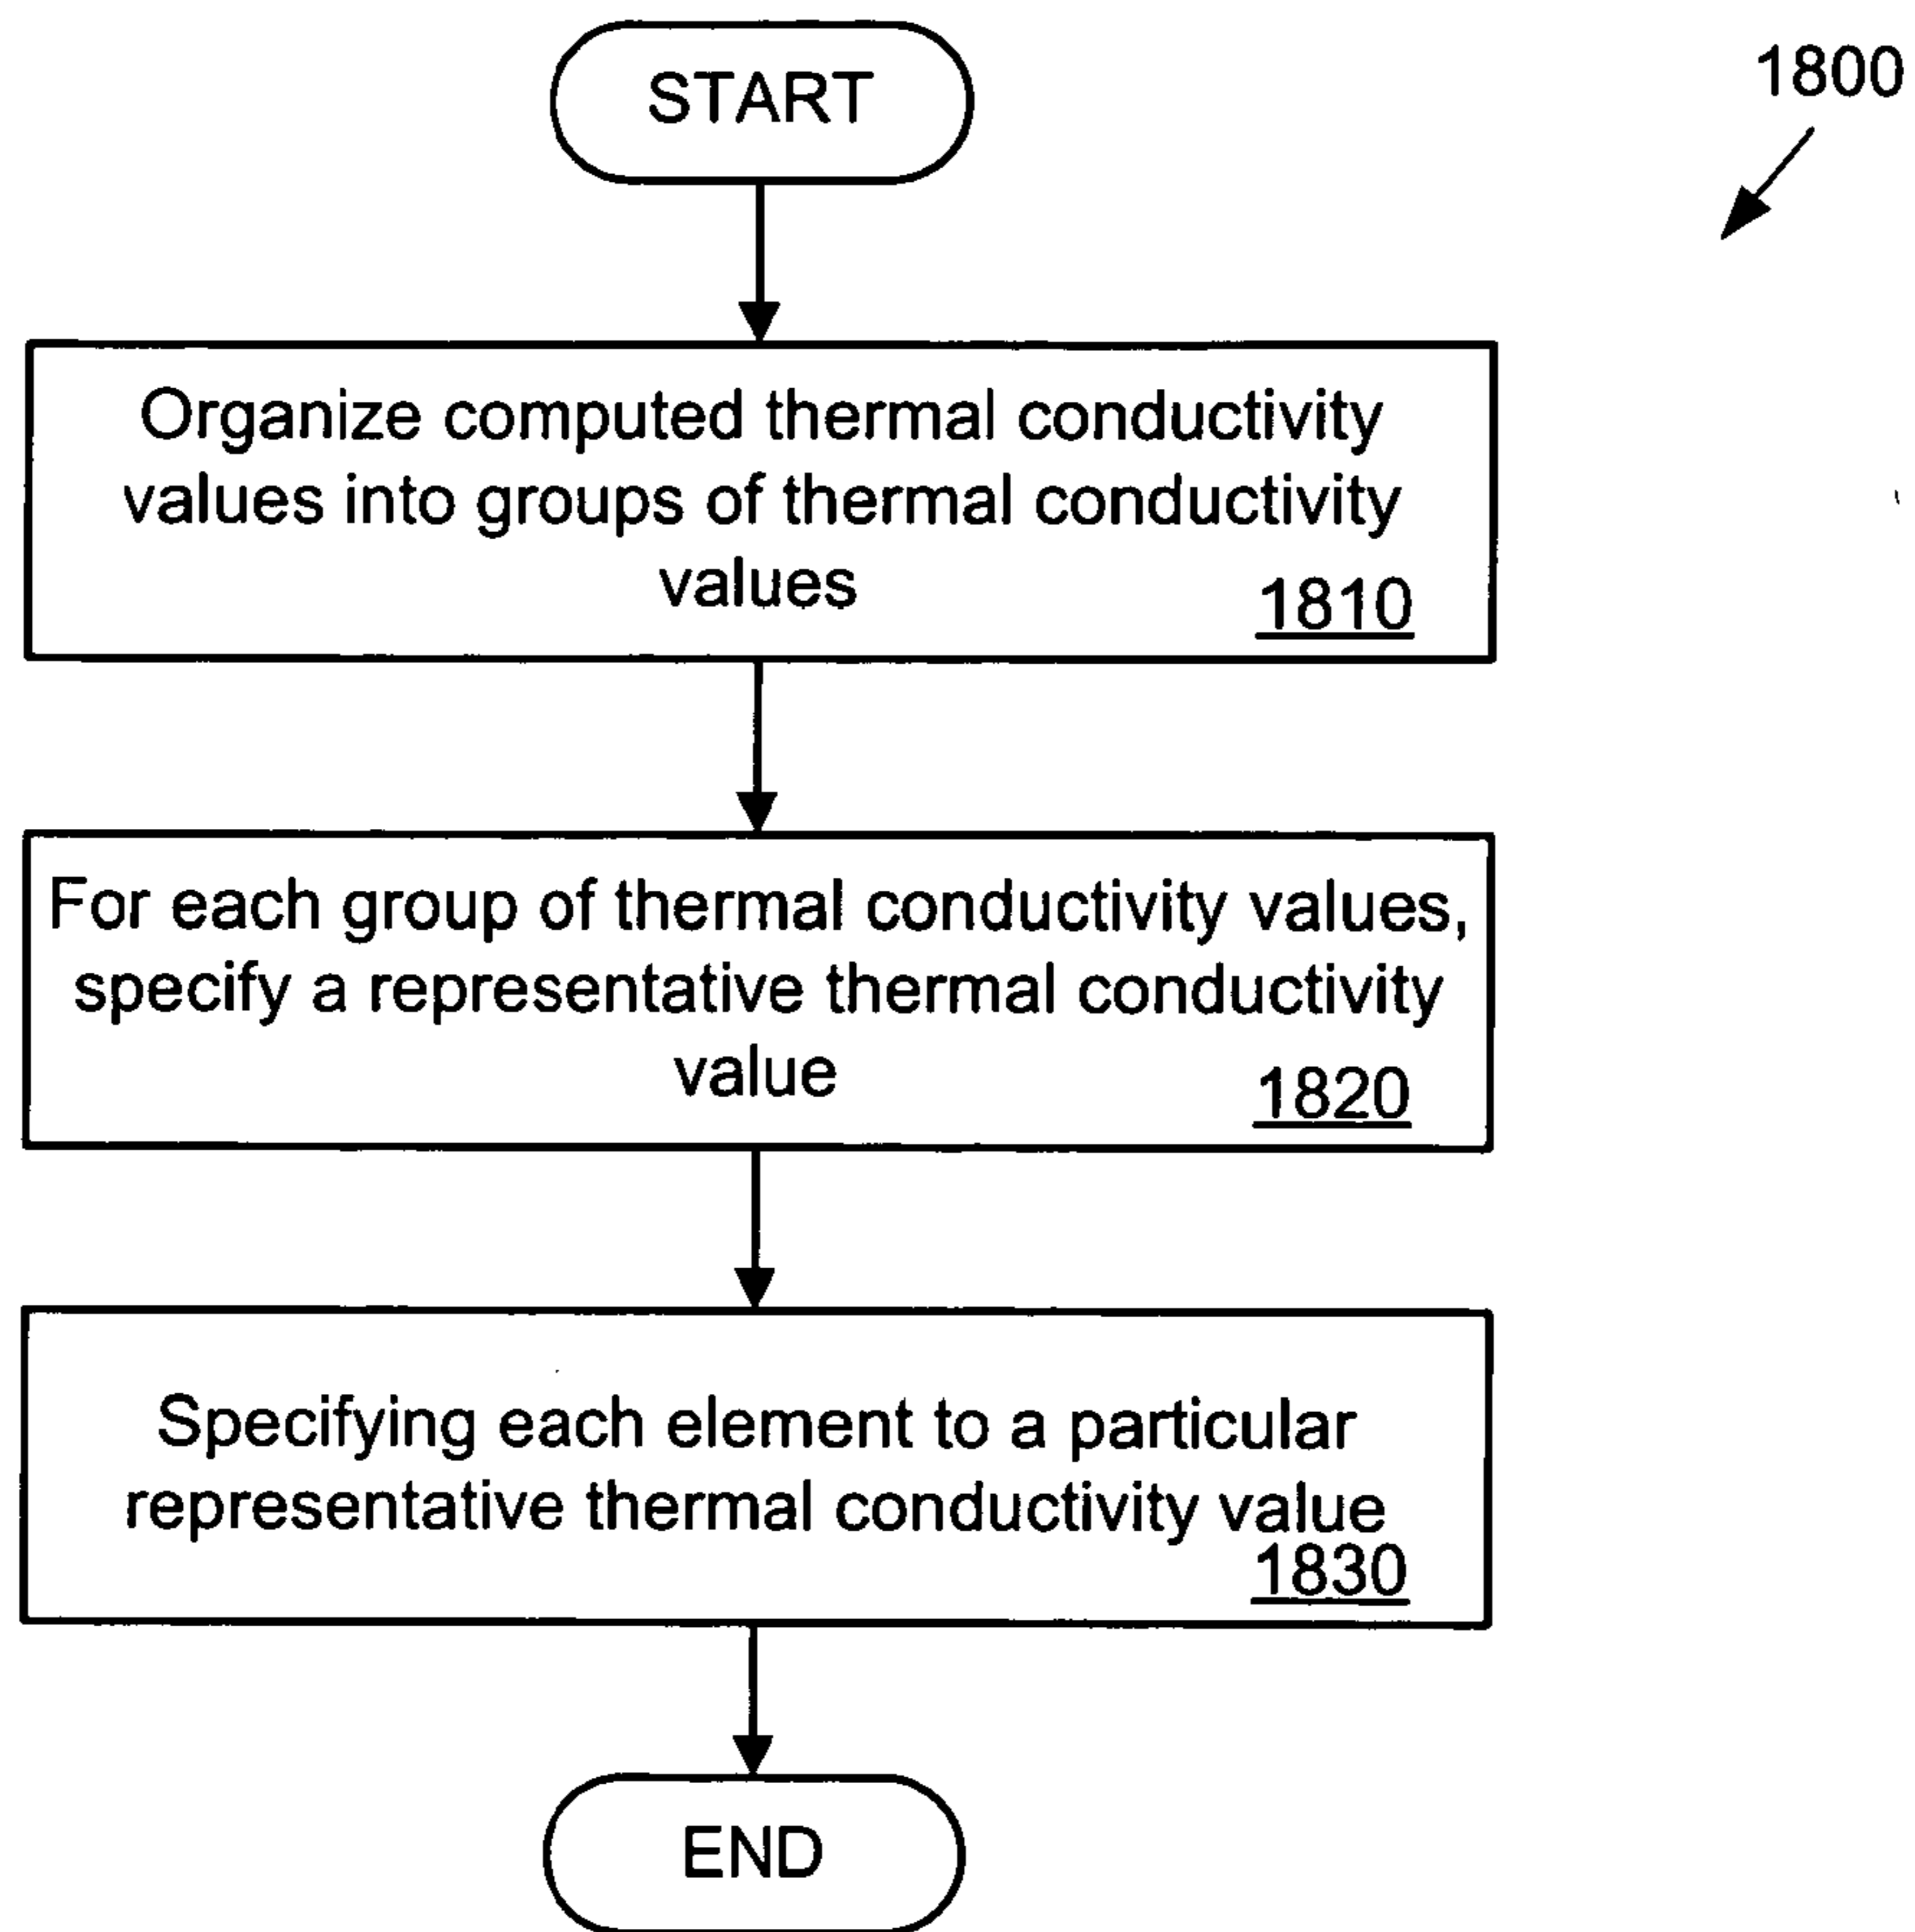 START
1800
Organize computed thermal conductivity
values into groups of thermal conductivity
values
1810
For each group of thermal conductivity values,
specify a representative thermal conductivity
value
1820
Specifying each element to a particular
representative thermal conductivity value
1830
END